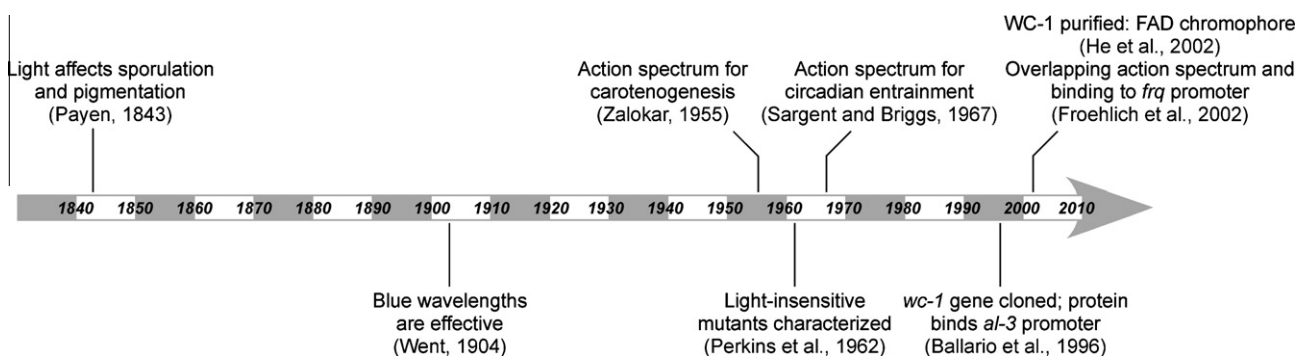 Light affects sporulation
and pigmentation
(Payen, 1843)
Action spectrum for
carotenogenesis
(Zalokar, 1955)
Action spectrum for
circadian entrainment
(Sargent and Briggs, 1967)
WC-1 purified: FAD chromophore
(He et al., 2002)
Overlapping action spectrum and
binding to frq promoter
(Froehlich et al., 2002)
1840 1850 1860 1870 1880 1890 1900 1910 1920 1930 1940 1950 1960 1970 1980 1990 2000 2010
Blue wavelengths
are effective
(Went, 1904)
Light-insensitive
mutants characterized
(Perkins et al., 1962)
wc-1 gene cloned; protein
binds al-3 promoter
(Ballario et al., 1996)